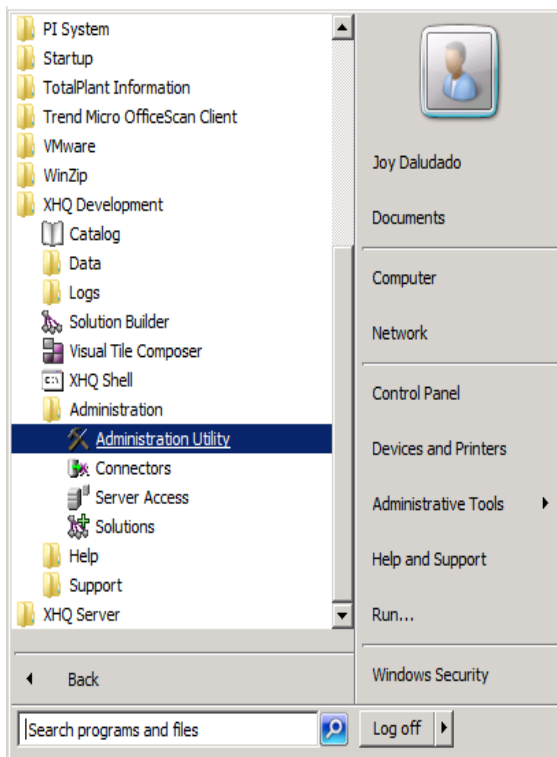 PI System
Startup
TotalPlant Information
Trend Micro OfficeScan Client
VMware
WinZip
XHQ Development
Catalog
Data
Logs
Solution Builder
Visual Tile Composer
XHQ Shell
Administration
Administration Utility
Connectors
Server Access
Solutions
Help
Support
XHQ Server
Back
Search programs and files
Joy Daludado
Documents
Computer
Network
Control Panel
Devices and Printers
Administrative Tools
Help and Support
Run...
Windows Security
Log off